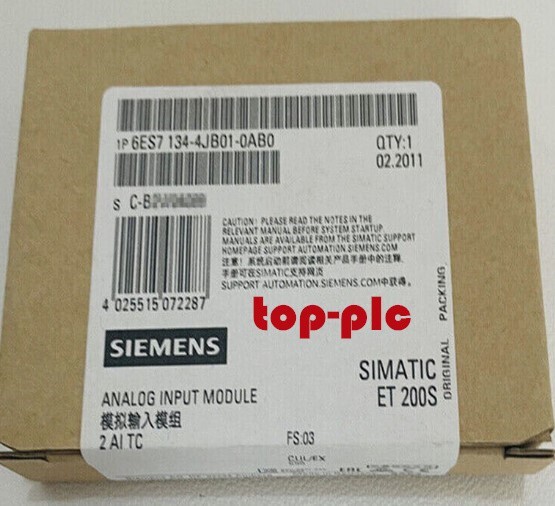 1P 6ES7 134-4JB01-0AB0
QTY:1
02.2011
S C-B
CAUTION! PLEASE READ THE NOTES IN THE
RELEVANT MANUAL BEFORE SYSTEM STARTUP
MANUALS ARE AVAILABLE FROM THE SIMATIC SUPPORT
HOMEPAGE SUPPORT AUTOMATION.SIEMENS.COM
注意! 系统启动前请阅读相关产品手册中的注释,
手册可在SIMATIC支持网页
SUPPORT AUTOMATION.SIEMENS.COM中获得。
4 025515 072287
top-plc
SIEMENS
SIMATIC
ET 200S
ORIGINAL PACKING
ANALOG INPUT MODULE
模拟输入模组
2 AI TC
FS:03
CUL/EX